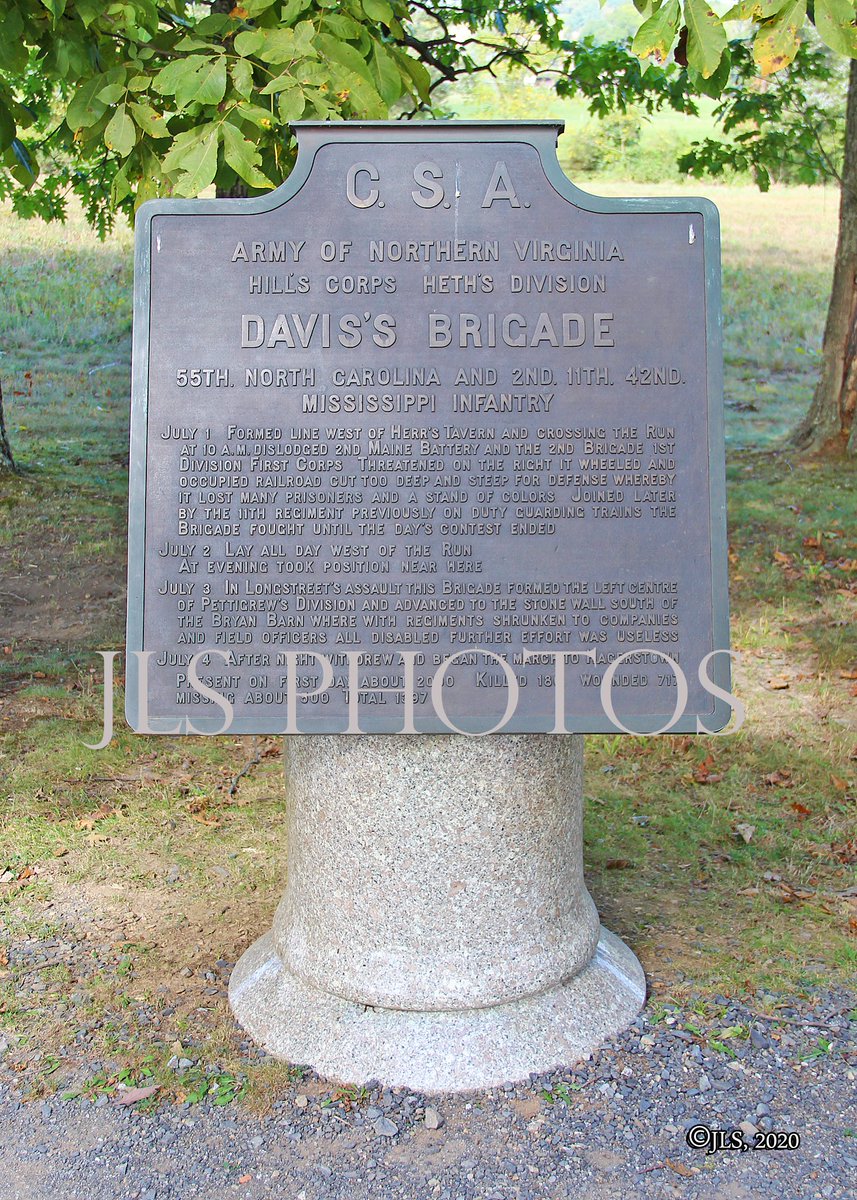 C. S. A.
ARMY OF NORTHERN VIRGINIA
HILL'S CORPS HETH'S DIVISION
DAVIS'S BRIGADE
55TH. NORTH CAROLINA AND 2ND. 11TH. 42ND.
MISSISSIPPI INFANTRY
JULY 1 FORMED LINE WEST OF HERR'S TAVERN AND CROSSING THE RUN
AT 10 A.M. DISLODGED 2ND MAINE BATTERY AND THE 2ND BRIGADE 1ST
DIVISION FIRST CORPS THREATENED ON THE RIGHT IT WHEELED AND
OCCUPIED RAILROAD CUT TOO DEEP AND STEEP FOR DEFENSE WHEREBY
IT LOST MANY PRISONERS AND A STAND OF COLORS JOINED LATER
BY THE 11TH REGIMENT PREVIOUSLY ON DUTY GUARDING TRAINS THE
BRIGADE FOUGHT UNTIL THE DAY'S CONTEST ENDED
JULY 2 LAY ALL DAY WEST OF THE RUN
AT EVENING TOOK POSITION NEAR HERE
JULY 3 IN LONGSTREET'S ASSAULT THIS BRIGADE FORMED THE LEFT CENTRE
OF PETTIGREW'S DIVISION AND ADVANCED TO THE STONE WALL SOUTH OF
THE BRYAN BARN WHERE WITH REGIMENTS SHRUNKEN TO COMPANIES
AND FIELD OFFICERS ALL DISABLED FURTHER EFFORT WAS USELESS
JULY 4 AFTER NIGHT WITHDREW AND BEGAN THE MARCH TO HAGERSTOWN
PRESENT ON FIRST DAY ABOUT 2000 KILLED WOUNDED 717
MISSING ABOUT 500 TOTAL 1397
JLS PHOTOS
©JLS, 2020